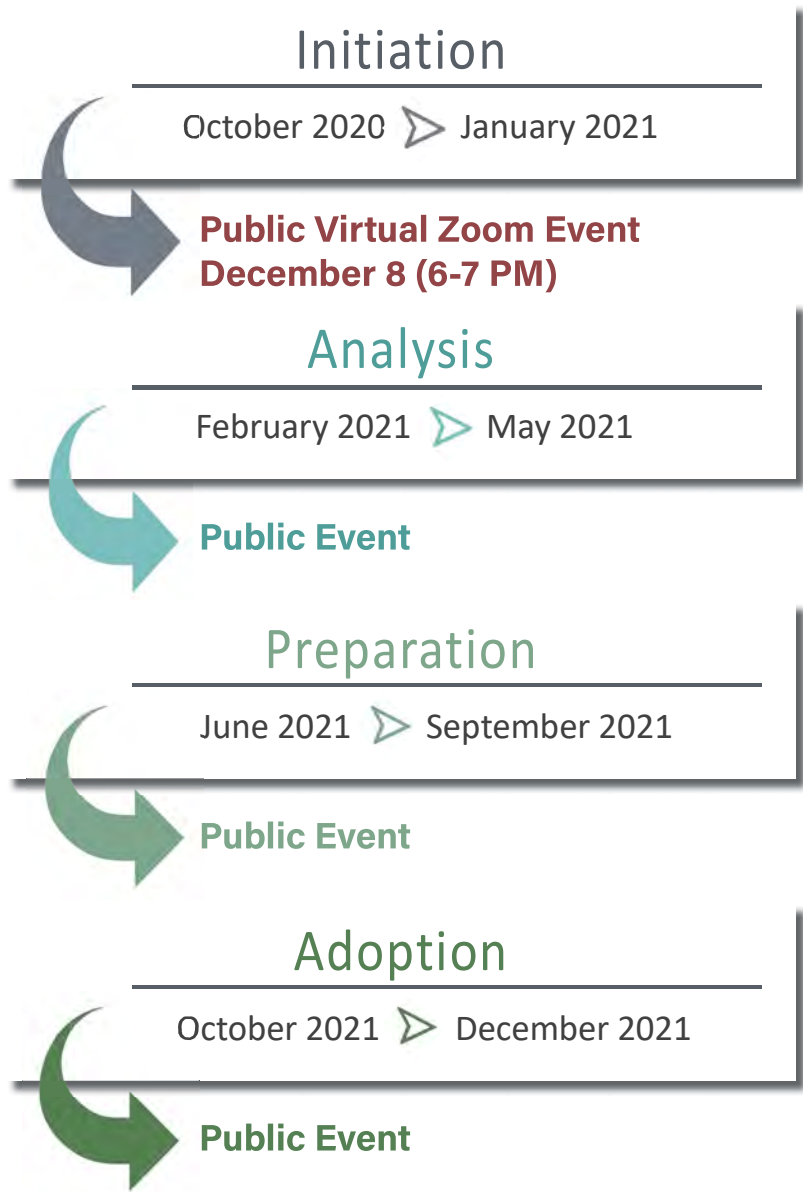 Initiation
October 2020 January 2021
Public Virtual Zoom Event
December 8 (6-7 PM)
Analysis
February 2021 May 2021
Public Event
Preparation
June 2021 September 2021
Public Event
Adoption
October 2021 December 2021
Public Event